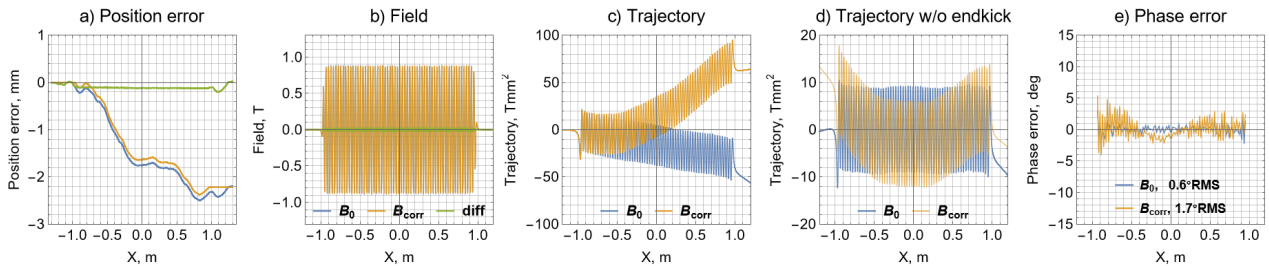 a) Position error
Position error, mm
1
0
−1
−2
−3
−1.0 −0.5 0.0 0.5 1.0
X, m
b) Field
Field, T
1.0
0.5
0.0
−0.5
−1.0
B0 Bcorr diff
−1.0 −0.5 0.0 0.5 1.0
X, m
c) Trajectory
Trajectory, Tmm2
100
50
0
−50
−100
B0 Bcorr
−1.0 −0.5 0.0 0.5 1.0
X, m
d) Trajectory w/o endkick
Trajectory, Tmm2
20
10
0
−10
−20
B0 Bcorr
−1.0 −0.5 0.0 0.5 1.0
X, m
e) Phase error
Phase error, deg
15
10
5
0
−5
−10
−15
B0, 0.6°RMS
Bcorr, 1.7°RMS
−1.0 −0.5 0.0 0.5 1.0
X, m